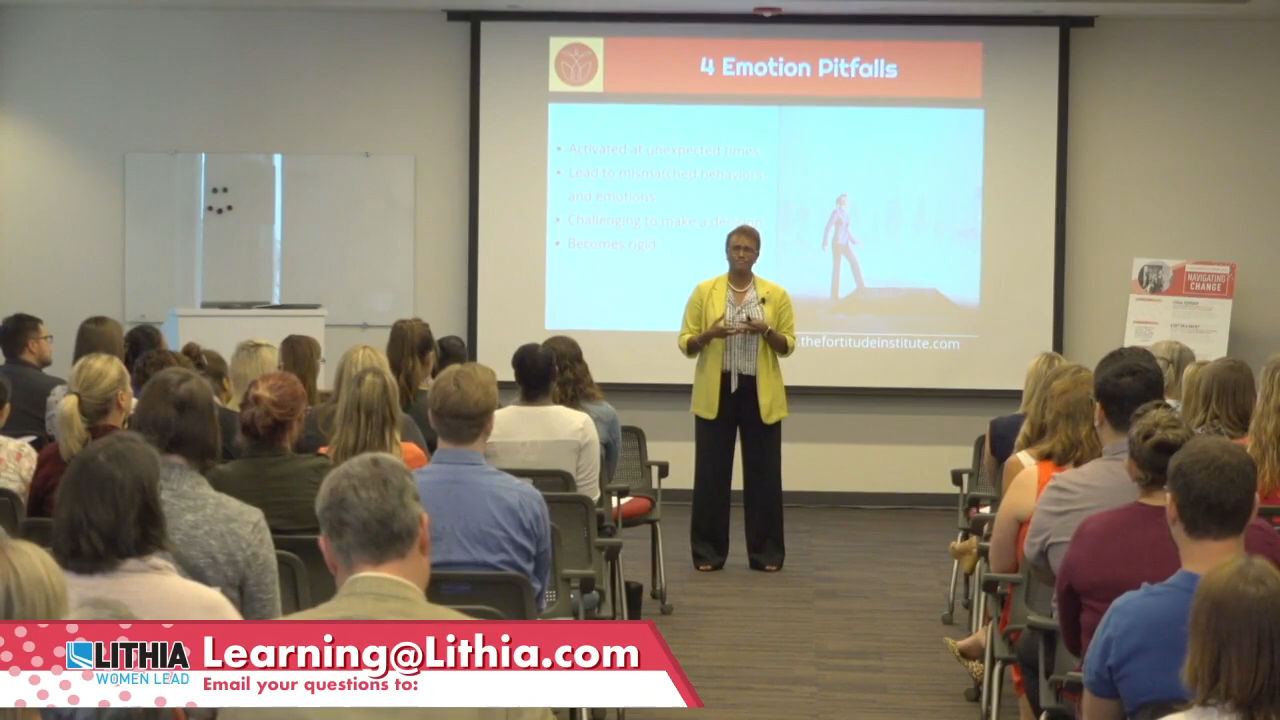 4 Emotion Pitfalls
• Activated at unexpected times
• Lead to mismatched behaviors
and emotions
• Challenging to make a
• Becomes rigid
.thefortitudeinstitute.com
NAVIGATING
CHANGE
LITHIA
WOMEN LEAD
Learning@Lithia.com
Email your questions to: